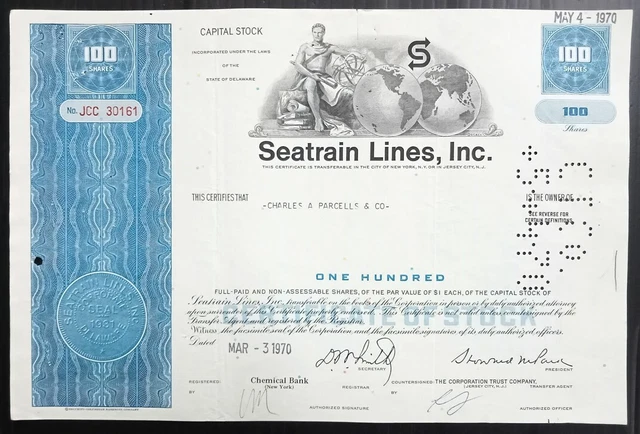 MAY 4 - 1970
100
SHARES
CAPITAL STOCK
INCORPORATED UNDER THE LAWS
OF THE
STATE OF DELAWARE
100
SHARES
No. JCC 30161
100
Shares
Seatrain Lines, Inc.
THIS CERTIFICATE IS TRANSFERABLE IN THE CITY OF NEW YORK, N.Y. OR IN JERSEY CITY, N.J.
THIS CERTIFIES THAT
-CHARLES A PARCELLS & CO-
IS THE OWNER OF
SEE REVERSE FOR
CERTAIN DEFINITIONS
ONE HUNDRED
FULL-PAID AND NON-ASSESSABLE SHARES, OF THE PAR VALUE OF $1 EACH, OF THE CAPITAL STOCK OF
Seatrain Lines, Inc. transferable on the books of the Corporation in person or by duly authorized attorney
upon surrender of this Certificate properly endorsed. This Certificate is not valid unless countersigned by the
Transfer Agent and registered by the Registrar.
Witness the facsimile seal of the Corporation, and the facsimile signatures of its duly authorized officers.
Dated MAR - 3 1970
SECRETARY
PRESIDENT
REGISTERED:
Chemical Bank
(New York)
REGISTRAR
COUNTERSIGNED: THE CORPORATION TRUST COMPANY,
(JERSEY CITY, N.J.)
TRANSFER AGENT
AUTHORIZED SIGNATURE
AUTHORIZED OFFICER